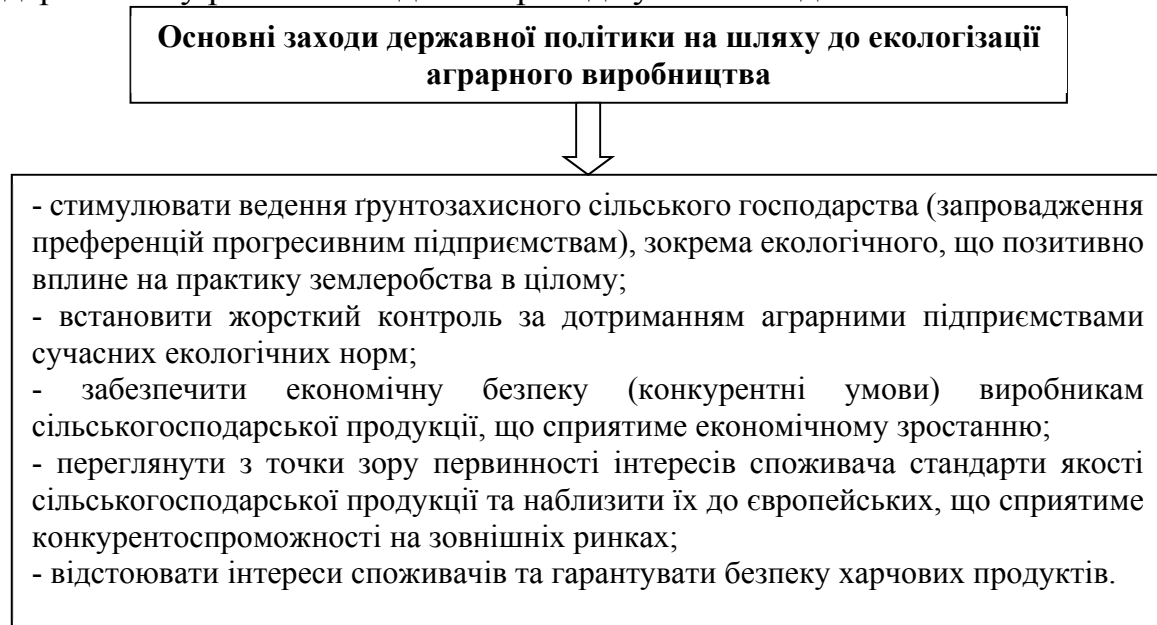 Основні заходи державної політики на шляху до екологізації
аграрного виробництва
- стимулювати ведення ґрунтозахисного сільського господарства (запровадження
преференцій прогресивним підприємствам), зокрема екологічного, що позитивно
вплине на практику землеробства в цілому;
- встановити жорсткий контроль за дотриманням аграрними підприємствами
сучасних екологічних норм;
- забезпечити економічну безпеку (конкурентні умови) виробникам
сільськогосподарської продукції, що сприятиме економічному зростанню;
- переглянути з точки зору первинності інтересів споживача стандарти якості
сільськогосподарської продукції та наблизити їх до європейських, що сприятиме
конкурентоспроможності на зовнішніх ринках;
- відстоювати інтереси споживачів та гарантувати безпеку харчових продуктів.